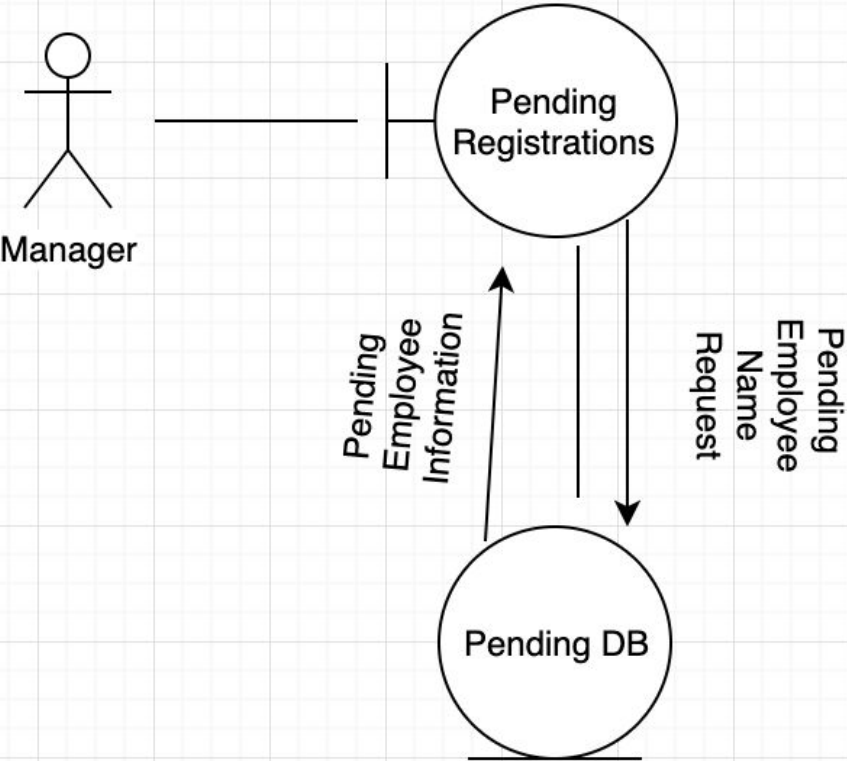 Pending
Registrations
Manager
Pending
Employee
Information
Pending
Employee
Name
Request
Pending DB